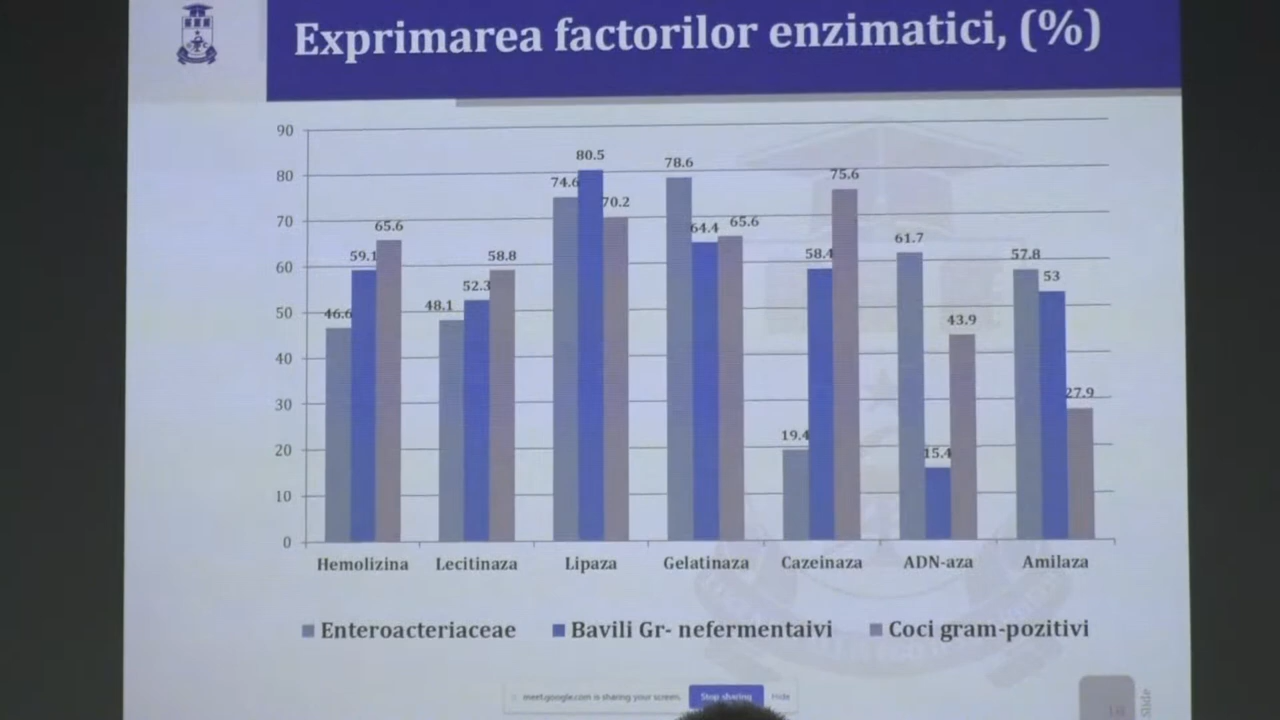 Exprimarea factorilor enzimatici, (%)
90
80
70
60
50
40
30
20
10
0
46.6 59.1 65.6
48.1 52.3 58.8
74.6 80.5 70.2
78.6 64.4 65.6
19.4 58.4 75.6
61.7 15.4 43.9
57.8 53 27.9
Hemolizina Lecitinaza Lipaza Gelatinaza Cazeinaza ADN-aza Amilaza
Enteroacteriaceae Bavili Gr- nefermentaivi Coci gram-pozitivi
meet.google.com is sharing your screen. Stop sharing Hide
Slide